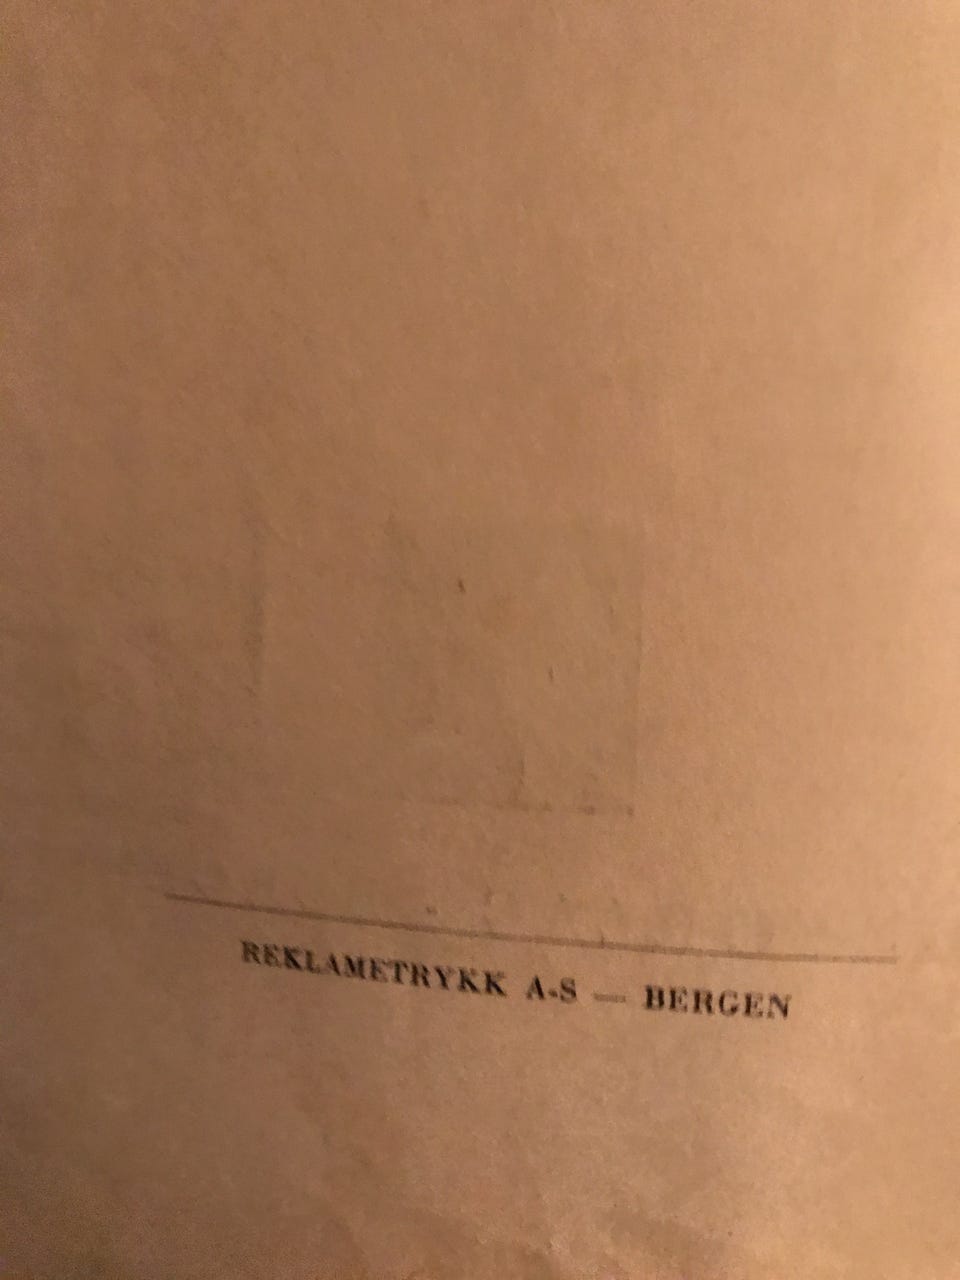 REKLAMETRYKK A-S — BERGEN